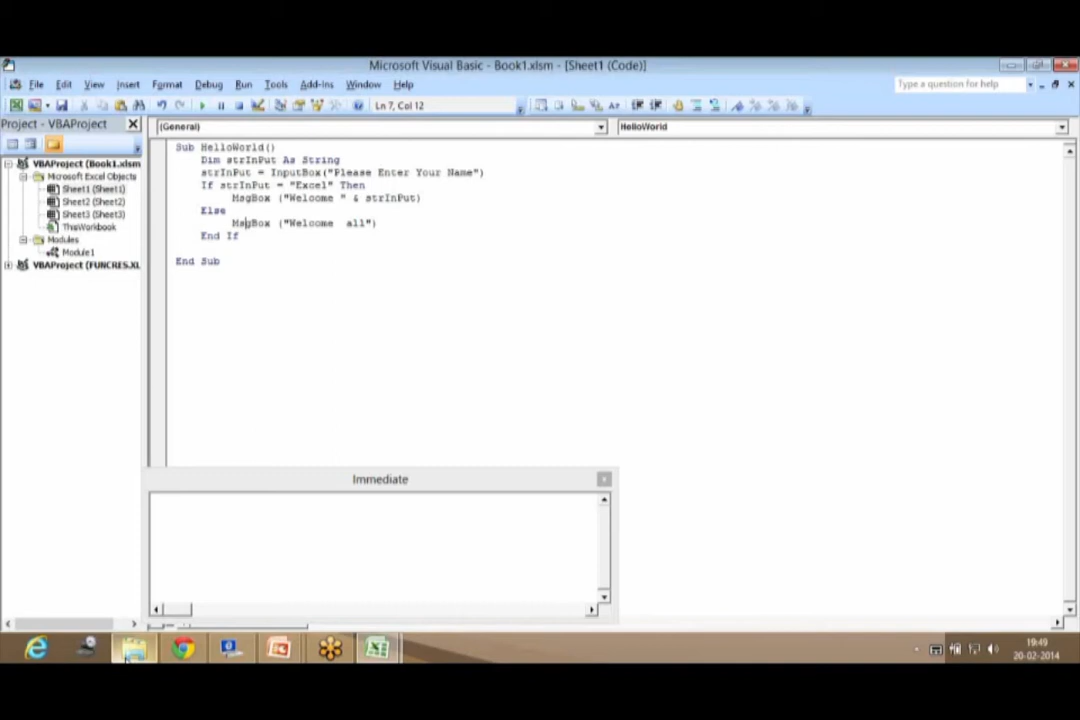 Microsoft Visual Basic - Book1.xlsm - [Sheet1 (Code)]
File Edit View Insert Format Debug Run Tools Add-Ins Window Help
Type a question for help
Ln 7, Col 12
Project - VBAProject
(General)
HelloWorld
VBAProject (Book1.xlsm
Microsoft Excel Objects
Sheet1 (Sheet1)
Sheet2 (Sheet2)
Sheet3 (Sheet3)
ThisWorkbook
Modules
Module1
VBAProject (FUNCRES.XL
Sub HelloWorld()
Dim strInPut As String
strInPut = InputBox("Please Enter Your Name")
If strInPut = "Excel" Then
MsgBox ("Welcome " & strInPut)
Else
MsgBox ("Welcome  all")
End If
End Sub
Immediate
19:49
20-02-2014